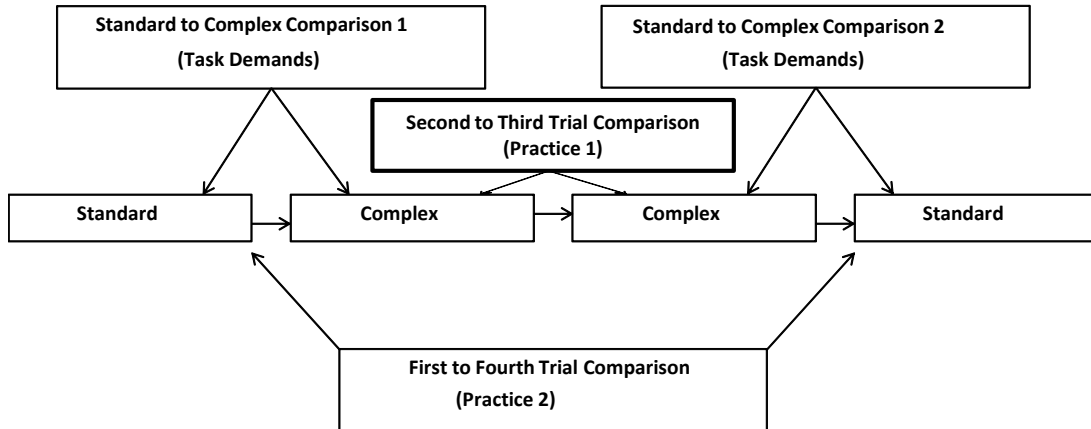 Standard to Complex Comparison 1
(Task Demands)
Standard to Complex Comparison 2
(Task Demands)
Second to Third Trial Comparison
(Practice 1)
Standard
Complex
Complex
Standard
First to Fourth Trial Comparison
(Practice 2)